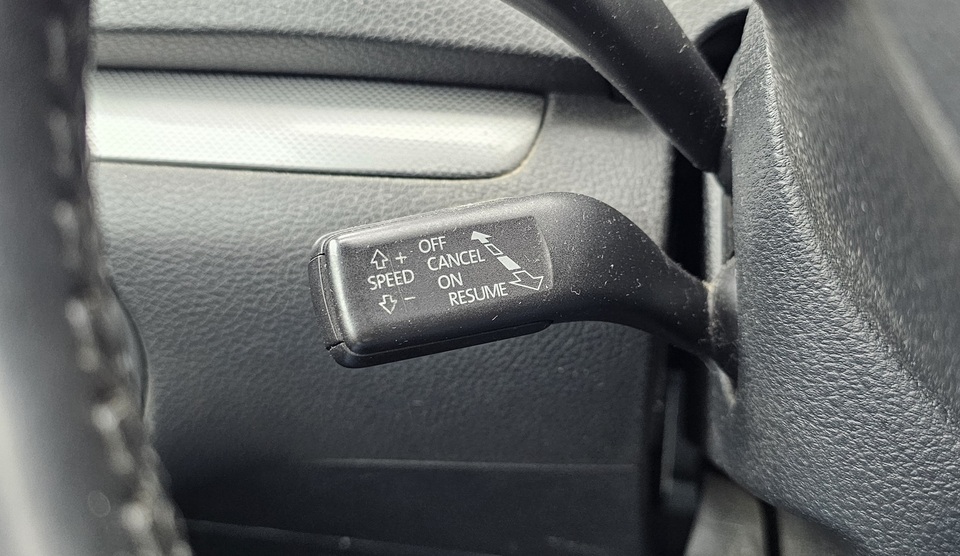 OFF
+ CANCEL
SPEED ON
− RESUME